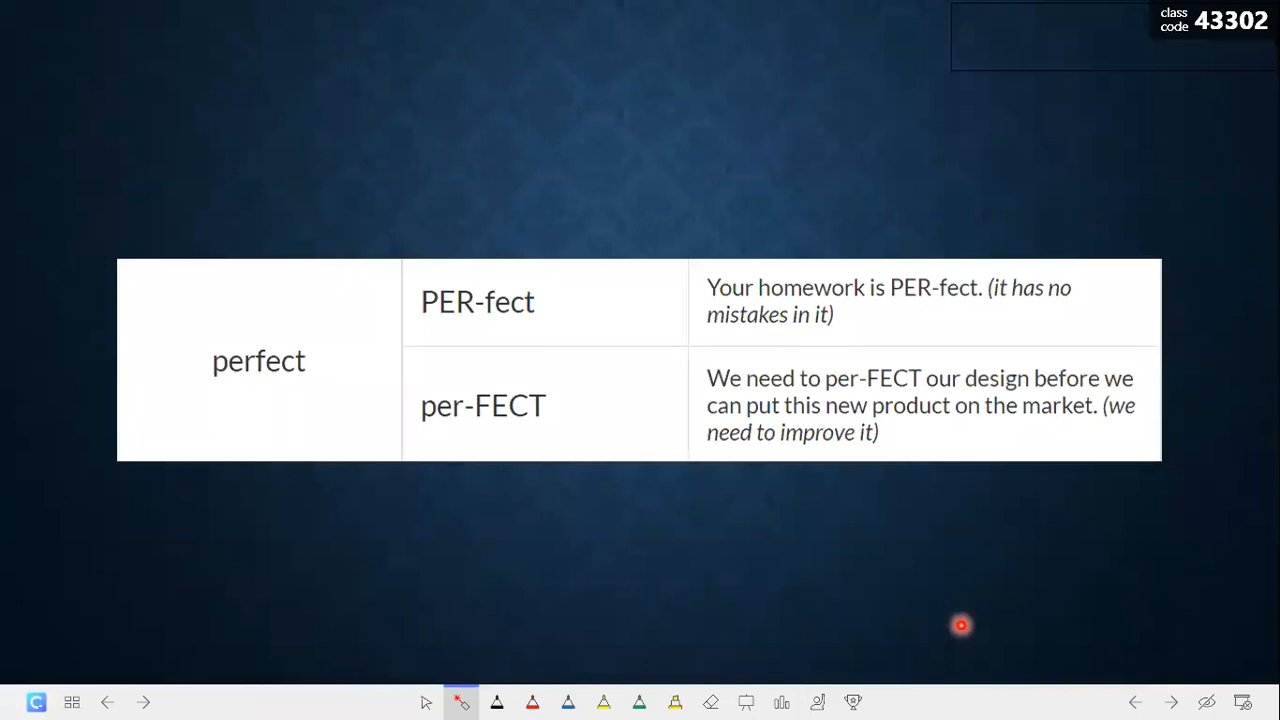 class
code 43302
PER-fect
Your homework is PER-fect. (it has no
mistakes in it)
perfect
per-FECT
We need to per-FECT our design before we
can put this new product on the market. (we
need to improve it)